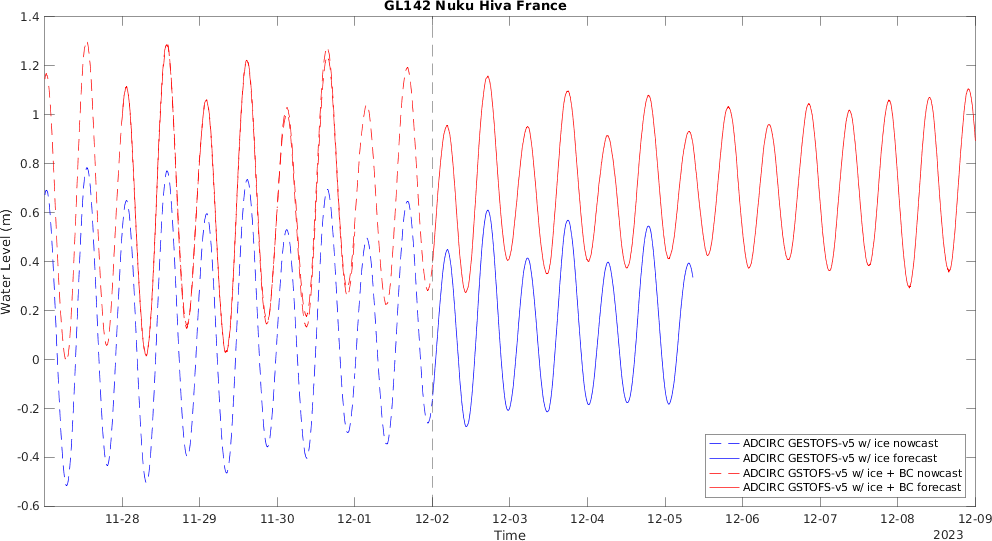 GL142 Nuku Hiva France
1.4
1.2
1
0.8
0.6
0.4
0.2
0
-0.2
-0.4
-0.6
Water Level (m)
11-28 11-29 11-30 12-01 12-02 12-03 12-04 12-05 12-06 12-07 12-08 12-09
Time
2023
ADCIRC GESTOFS-v5 w/ ice nowcast
ADCIRC GESTOFS-v5 w/ ice forecast
ADCIRC GSTOFS-v5 w/ ice + BC nowcast
ADCIRC GSTOFS-v5 w/ ice + BC forecast